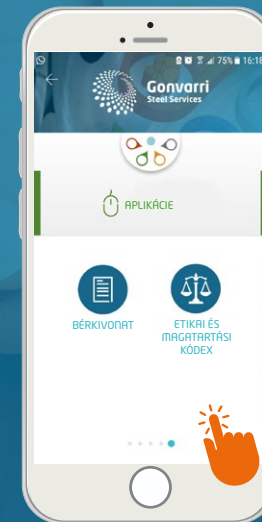 75% 16:18
Gonvarri
Steel Services
APLIKÁCIE
BÉRKIVONAT
ETIKAI ÉS
MAGATARTÁSI
KÓDEX